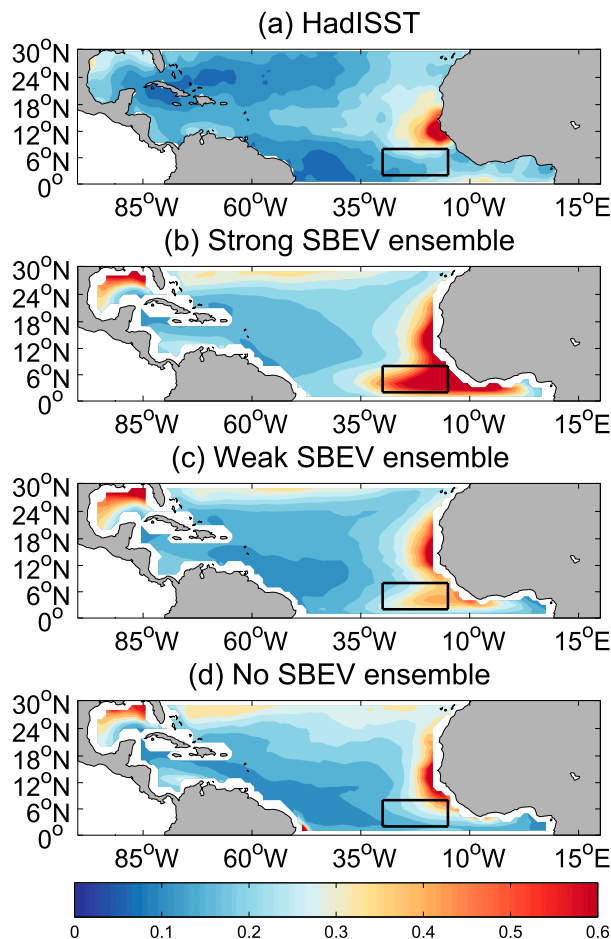 (a) HadISST
30°N
24°N
18°N
12°N
6°N
0°
85°W 60°W 35°W 10°W 15°E
(b) Strong SBEV ensemble
30°N
24°N
18°N
12°N
6°N
0°
85°W 60°W 35°W 10°W 15°E
(c) Weak SBEV ensemble
30°N
24°N
18°N
12°N
6°N
0°
85°W 60°W 35°W 10°W 15°E
(d) No SBEV ensemble
30°N
24°N
18°N
12°N
6°N
0°
85°W 60°W 35°W 10°W 15°E
0 0.1 0.2 0.3 0.4 0.5 0.6